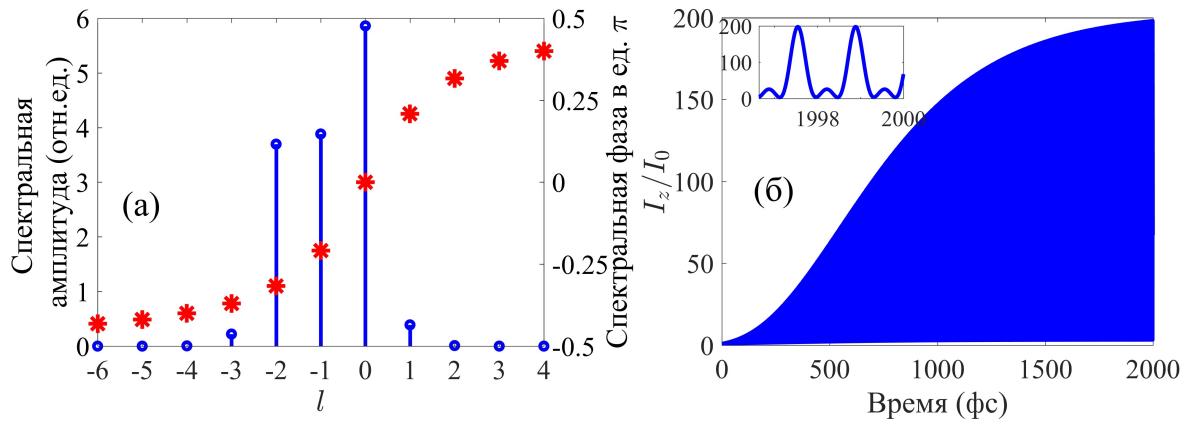 Спектральная
амплитуда (отн.ед.)
6
5
4
3
2
1
0
(а)
-6 -5 -4 -3 -2 -1 0 1 2 3 4
l
0.5
0.25
0
-0.25
-0.5
Спектральная фаза в ед. π
I_z/I_0
200
150
100
50
0
200
100
0
1998 2000
(б)
0 500 1000 1500 2000
Время (фс)